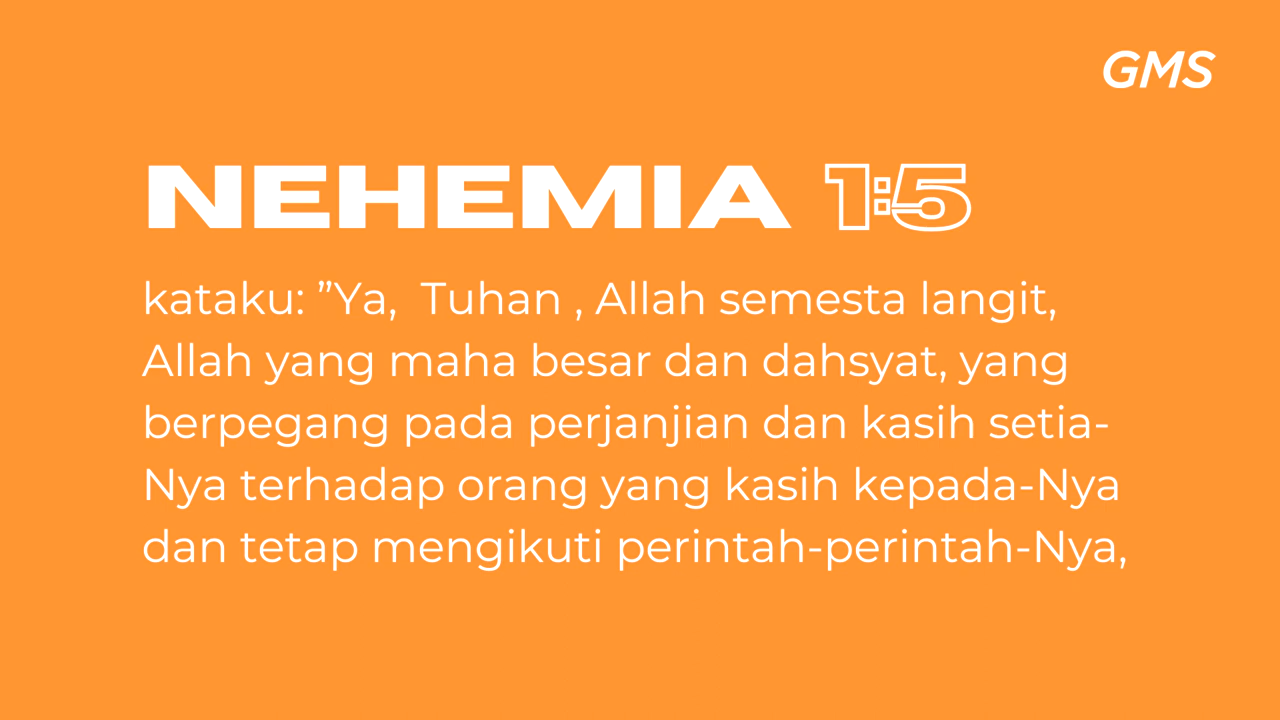 GMS
NEHEMIA 1:5
kataku: ”Ya,  Tuhan , Allah semesta langit,
Allah yang maha besar dan dahsyat, yang
berpegang pada perjanjian dan kasih setia-
Nya terhadap orang yang kasih kepada-Nya
dan tetap mengikuti perintah-perintah-Nya,